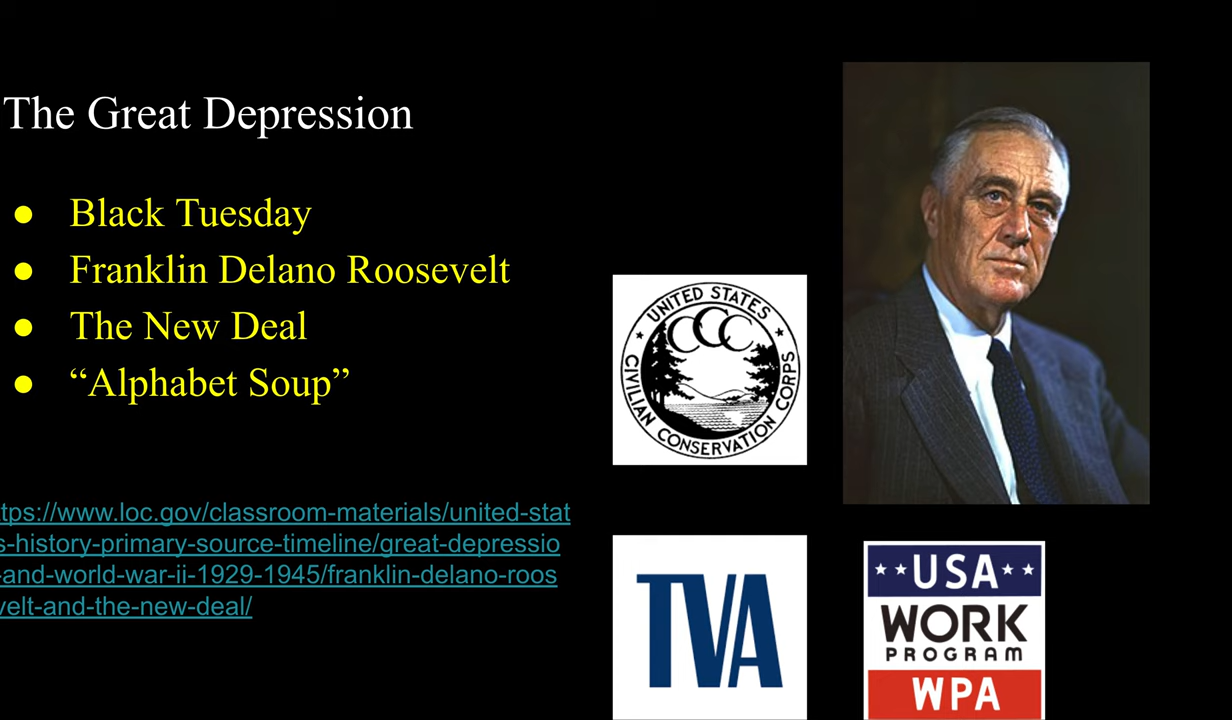 The Great Depression
● Black Tuesday
● Franklin Delano Roosevelt
● The New Deal
● “Alphabet Soup”
ttps://www.loc.gov/classroom-materials/united-stat
s-history-primary-source-timeline/great-depressio
-and-world-war-ii-1929-1945/franklin-delano-roos
velt-and-the-new-deal/
UNITED STATES
CCC
CIVILIAN CONSERVATION CORPS
TVA
USA
WORK
PROGRAM
WPA